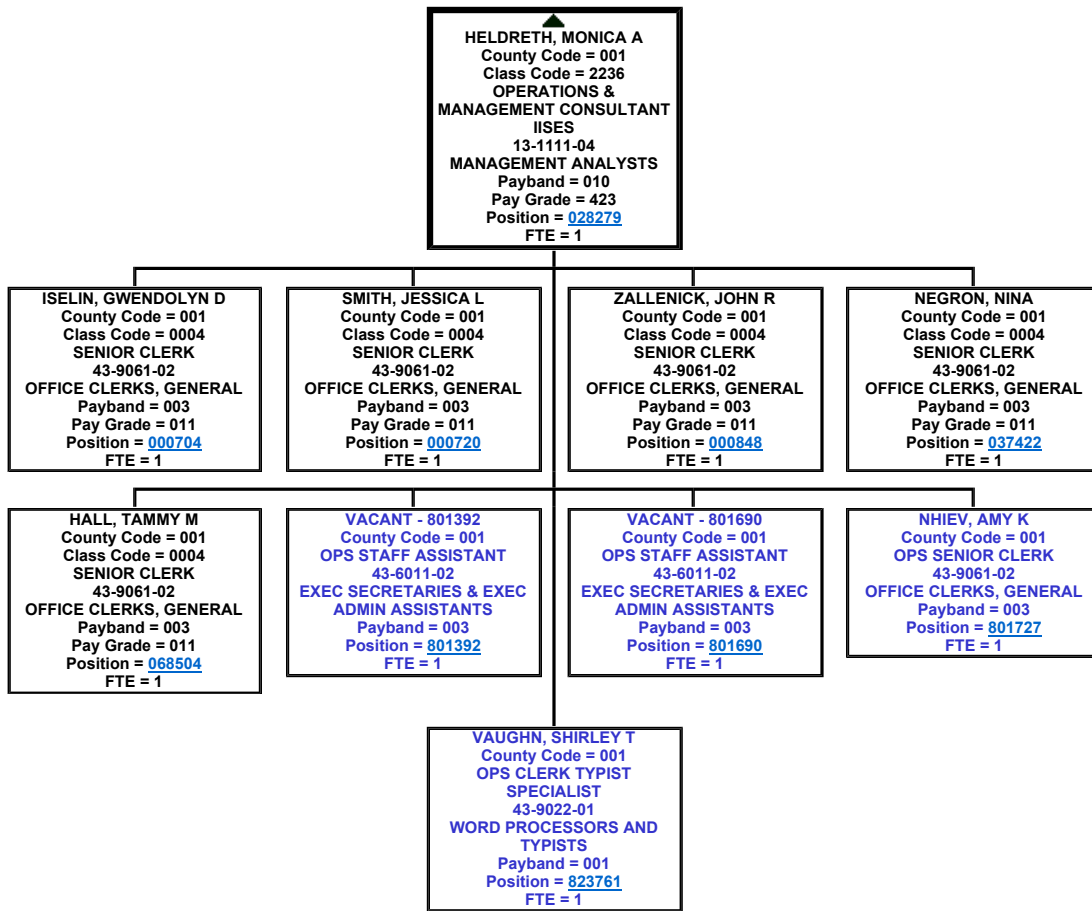 HELDRETH, MONICA A
County Code = 001
Class Code = 2236
OPERATIONS &
MANAGEMENT CONSULTANT
IISES
13-1111-04
MANAGEMENT ANALYSTS
Payband = 010
Pay Grade = 423
Position = 028279
FTE = 1
ISELIN, GWENDOLYN D
County Code = 001
Class Code = 0004
SENIOR CLERK
43-9061-02
OFFICE CLERKS, GENERAL
Payband = 003
Pay Grade = 011
Position = 000704
FTE = 1
SMITH, JESSICA L
County Code = 001
Class Code = 0004
SENIOR CLERK
43-9061-02
OFFICE CLERKS, GENERAL
Payband = 003
Pay Grade = 011
Position = 000720
FTE = 1
ZALLENICK, JOHN R
County Code = 001
Class Code = 0004
SENIOR CLERK
43-9061-02
OFFICE CLERKS, GENERAL
Payband = 003
Pay Grade = 011
Position = 000848
FTE = 1
NEGRON, NINA
County Code = 001
Class Code = 0004
SENIOR CLERK
43-9061-02
OFFICE CLERKS, GENERAL
Payband = 003
Pay Grade = 011
Position = 037422
FTE = 1
HALL, TAMMY M
County Code = 001
Class Code = 0004
SENIOR CLERK
43-9061-02
OFFICE CLERKS, GENERAL
Payband = 003
Pay Grade = 011
Position = 068504
FTE = 1
VACANT - 801392
County Code = 001
OPS STAFF ASSISTANT
43-6011-02
EXEC SECRETARIES & EXEC
ADMIN ASSISTANTS
Payband = 003
Position = 801392
FTE = 1
VACANT - 801690
County Code = 001
OPS STAFF ASSISTANT
43-6011-02
EXEC SECRETARIES & EXEC
ADMIN ASSISTANTS
Payband = 003
Position = 801690
FTE = 1
NHIEV, AMY K
County Code = 001
OPS SENIOR CLERK
43-9061-02
OFFICE CLERKS, GENERAL
Payband = 003
Position = 801727
FTE = 1
VAUGHN, SHIRLEY T
County Code = 001
OPS CLERK TYPIST
SPECIALIST
43-9022-01
WORD PROCESSORS AND
TYPISTS
Payband = 001
Position = 823761
FTE = 1